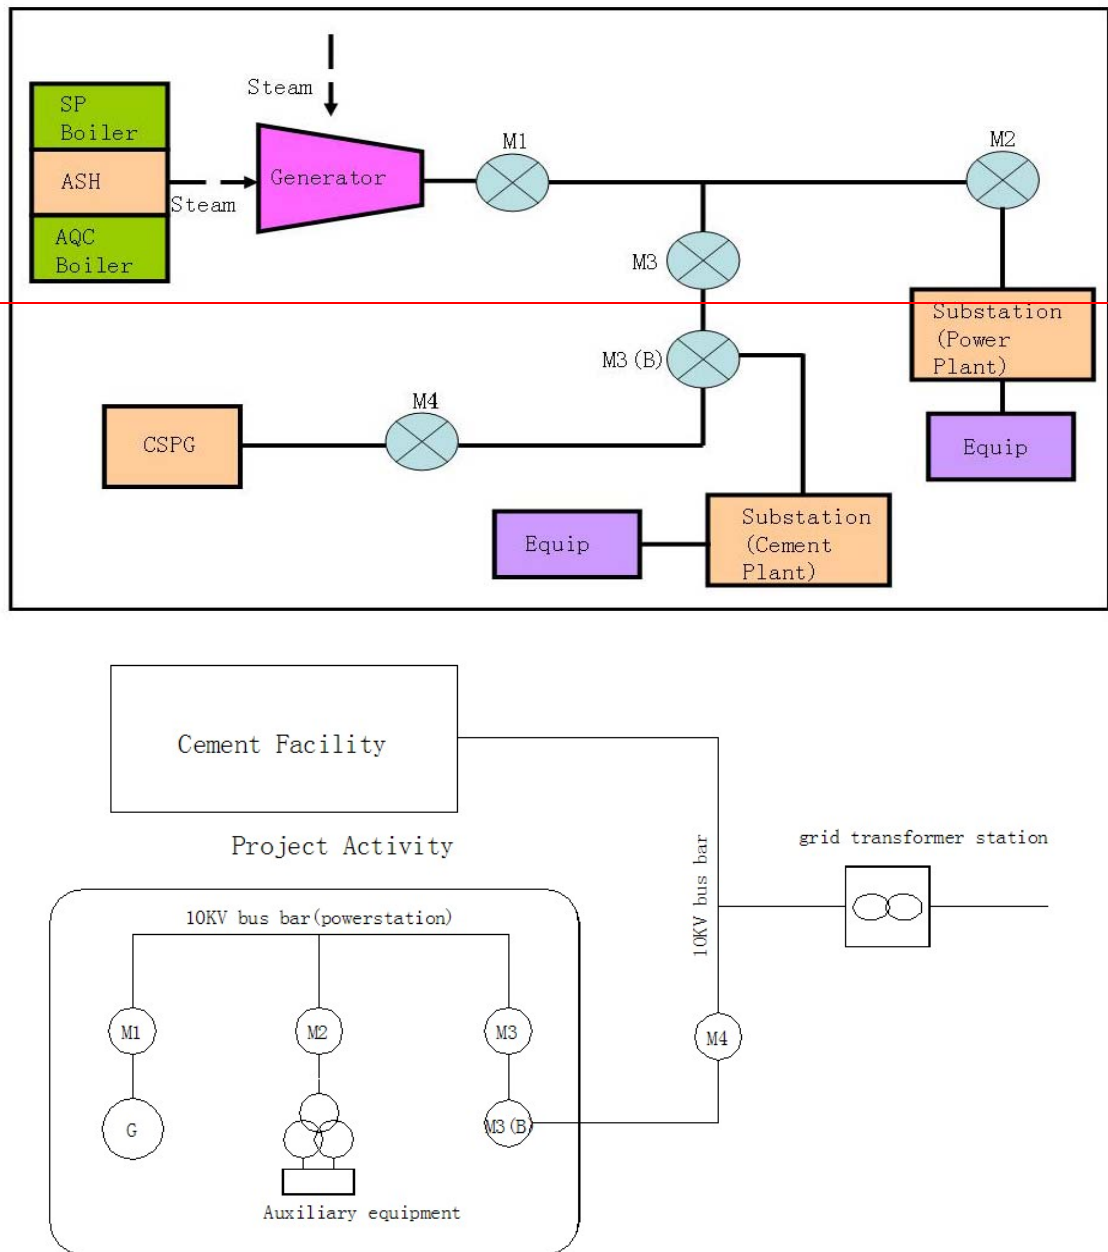 Steam
SP
Boiler
ASH
AQC
Boiler
Steam
Generator
M1
M2
M3
M3(B)
Substation
(Power
Plant)
Equip
CSPG
M4
Equip
Substation
(Cement
Plant)
Cement Facility
Project Activity
10KV bus bar(powerstation)
M1
M2
M3
G
M3(B)
Auxiliary equipment
10KV bus bar
M4
grid transformer station